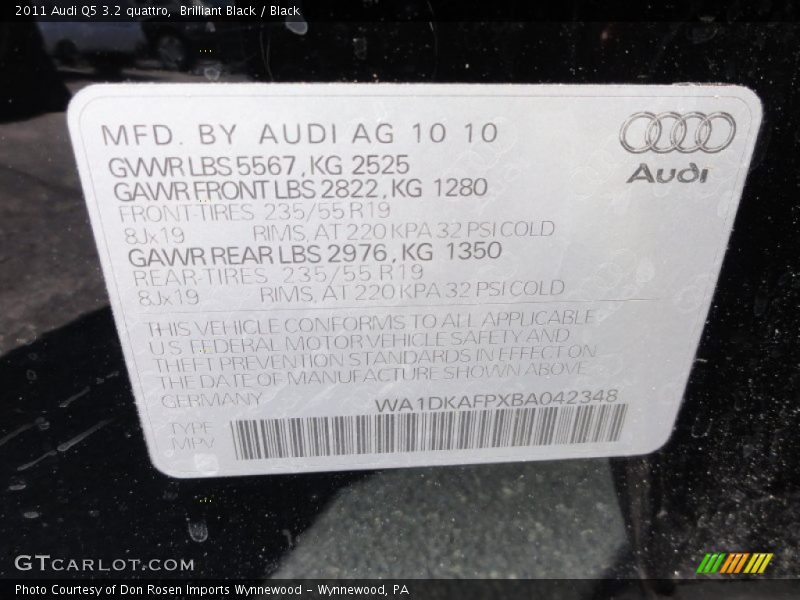 2011 Audi Q5 3.2 quattro,  Brilliant Black / Black
MFD. BY AUDI AG 10 10
GVWR LBS 5567, KG 2525
GAWR FRONT LBS 2822, KG 1280
FRONT-TIRES 235/55 R19
8Jx19 RIMS, AT 220 KPA 32 PSI COLD
GAWR REAR LBS 2976, KG 1350
REAR-TIRES 235/55 R19
8Jx19 RIMS, AT 220 KPA 32 PSI COLD
THIS VEHICLE CONFORMS TO ALL APPLICABLE
U.S. FEDERAL MOTOR VEHICLE SAFETY AND
THEFT PREVENTION STANDARDS IN EFFECT ON
THE DATE OF MANUFACTURE SHOWN ABOVE
GERMANY WA1DKAFPXBA042348
TYPE
MPV
Audi
GTcarlot.com
Photo Courtesy of Don Rosen Imports Wynnewood - Wynnewood, PA